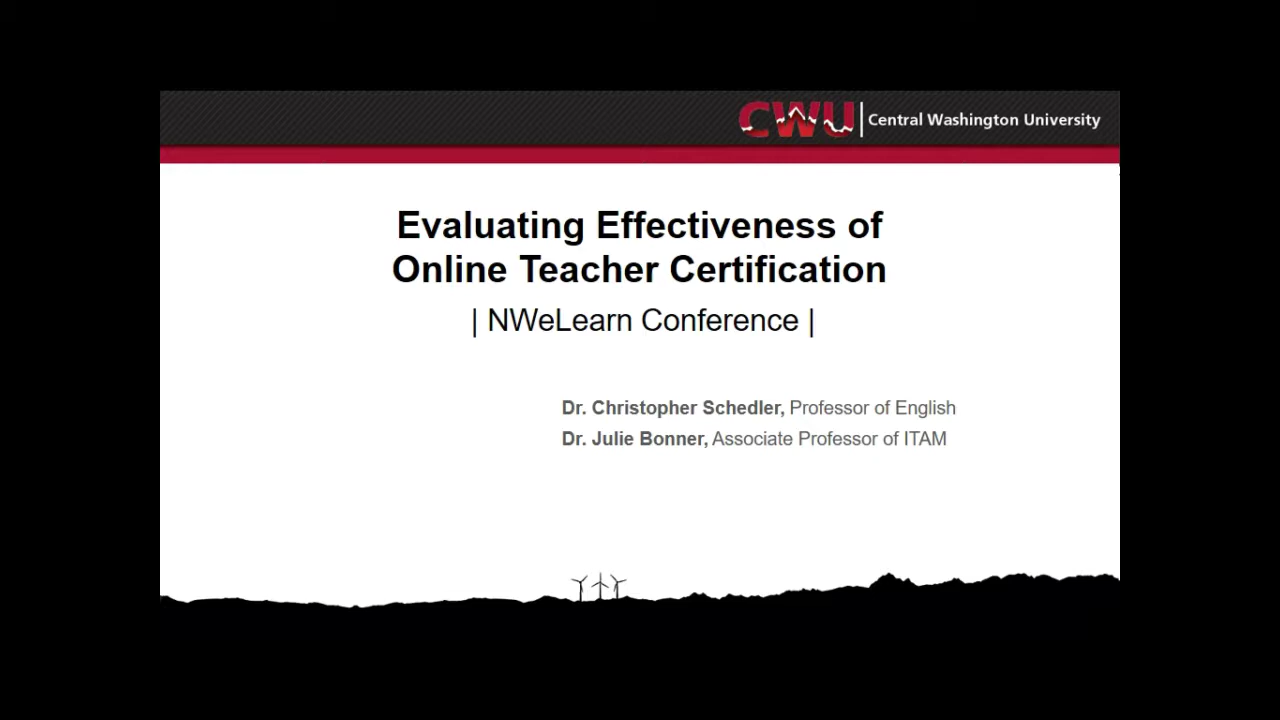 CWU | Central Washington University
Evaluating Effectiveness of
Online Teacher Certification
| NWeLearn Conference |
Dr. Christopher Schedler, Professor of English
Dr. Julie Bonner, Associate Professor of ITAM